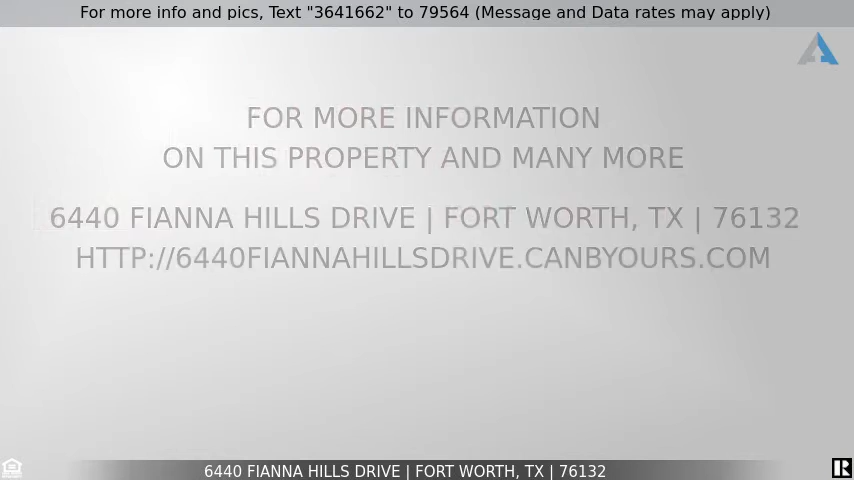 For more info and pics, Text "3641662" to 79564 (Message and Data rates may apply)
FOR MORE INFORMATION
ON THIS PROPERTY AND MANY MORE
6440 FIANNA HILLS DRIVE | FORT WORTH, TX | 76132
HTTP://6440FIANNAHILLSDRIVE.CANBYOURS.COM
6440 FIANNA HILLS DRIVE | FORT WORTH, TX | 76132